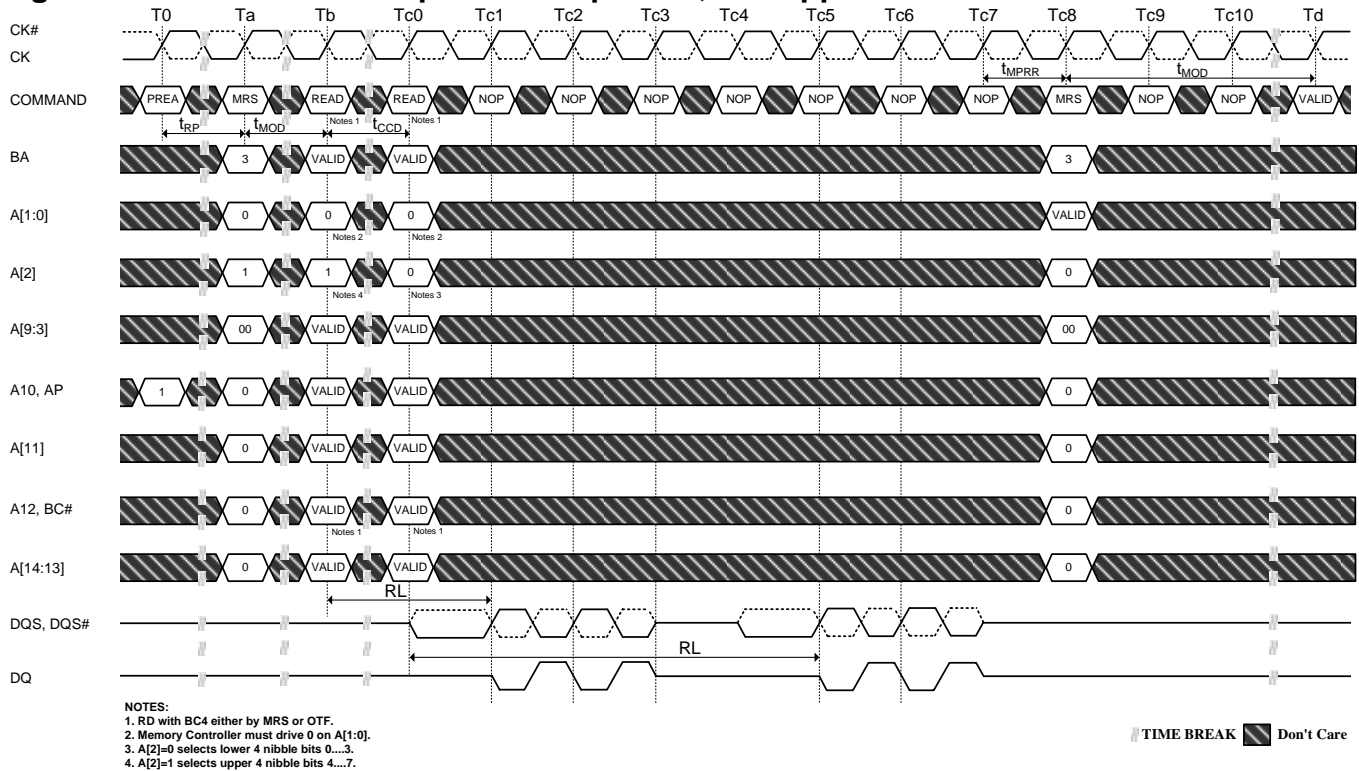 T0 Ta Tb Tc0 Tc1 Tc2 Tc3 Tc4 Tc5 Tc6 Tc7 Tc8 Tc9 Tc10 Td
CK#
CK
tMPRR tMOD
COMMAND PREA MRS READ READ NOP NOP NOP NOP NOP NOP NOP MRS NOP NOP VALID
Notes 1 Notes 1
tRP tMOD tCCD
BA 3 VALID VALID 3
A[1:0] 0 0 0 VALID
Notes 2 Notes 2
A[2] 1 1 0 0
Notes 4 Notes 3
A[9:3] 00 VALID VALID 00
A10, AP 1 0 VALID VALID 0
A[11] 0 VALID VALID 0
A12, BC# 0 VALID VALID 0
Notes 1 Notes 1
A[14:13] 0 VALID VALID 0
RL
DQS, DQS#
RL
DQ
NOTES:
1. RD with BC4 either by MRS or OTF.
2. Memory Controller must drive 0 on A[1:0].
3. A[2]=0 selects lower 4 nibble bits 0....3.
4. A[2]=1 selects upper 4 nibble bits 4....7.
TIME BREAK Don't Care